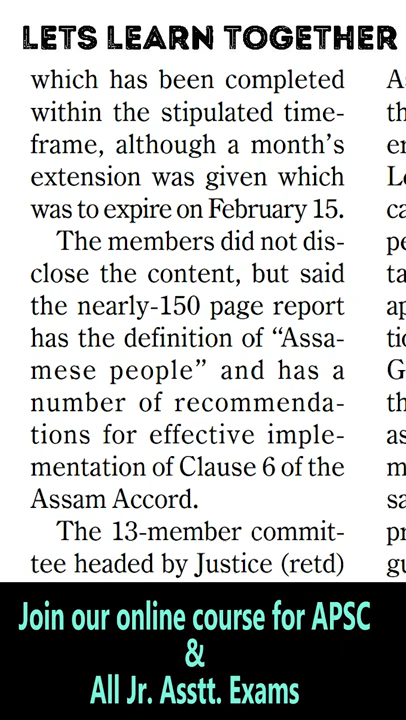 LETS LEARN TOGETHER
which has been completed
within the stipulated time-
frame, although a month's
extension was given which
was to expire on February 15.
The members did not dis-
close the content, but said
the nearly-150 page report
has the definition of “Assa-
mese people” and has a
number of recommenda-
tions for effective imple-
mentation of Clause 6 of the
Assam Accord.
The 13-member commit-
tee headed by Justice (retd)
Join our online course for APSC
&
All Jr. Asstt. Exams